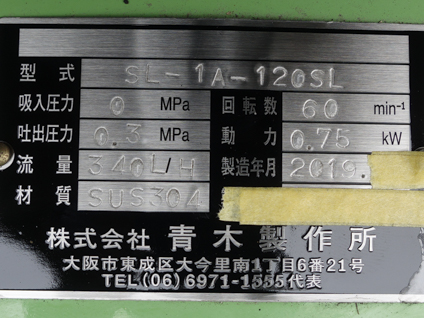 型式 SL-1A-120SL
吸入圧力 0 MPa 回転数 60 min-1
吐出圧力 0.3 MPa 動力 0.75 kW
流量 340L/H 製造年月 2019.
材質 SUS304
株式会社 青木製作所
大阪市東成区大今里南1丁目6番21号
TEL(06)6971-1555代表